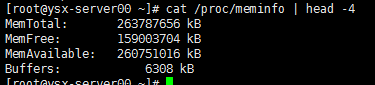 [root@ysx-server00 ~]# cat /proc/meminfo | head -4
MemTotal:       263787656 kB
MemFree:        159003704 kB
MemAvailable:   260751016 kB
Buffers:            6308 kB
[root@ysx-server00 ~]#